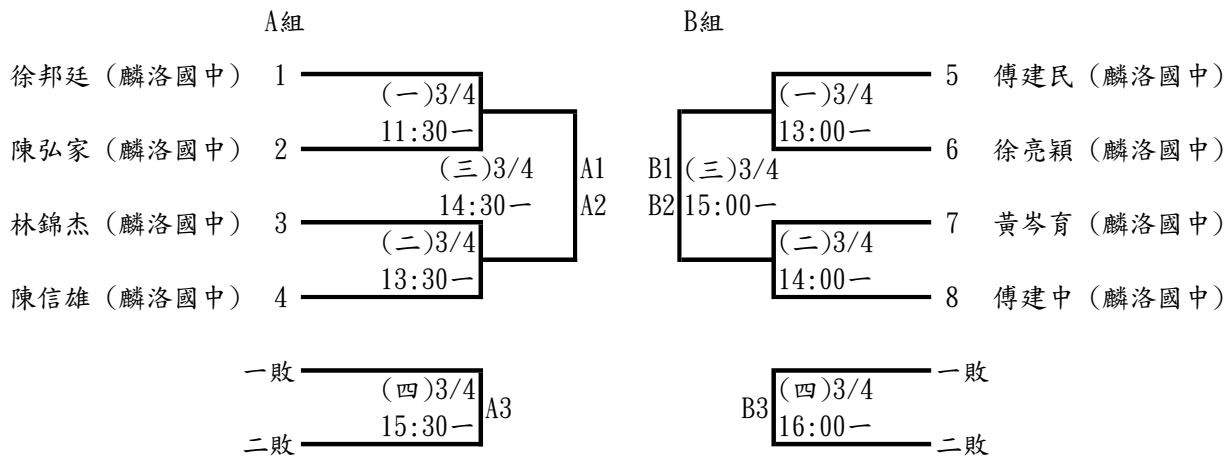 A組 B組
徐邦廷 (麟洛國中) 1 5 傅建民 (麟洛國中)
(一)3/4 (一)3/4
11:30一 13:00一
陳弘家 (麟洛國中) 2 6 徐亮穎 (麟洛國中)
(三)3/4 A1 B1 (三)3/4
14:30一 A2 B2 15:00一
林錦杰 (麟洛國中) 3 7 黃岑育 (麟洛國中)
(二)3/4 (二)3/4
13:30一 14:00一
陳信雄 (麟洛國中) 4 8 傅建中 (麟洛國中)
一敗 一敗
(四)3/4 (四)3/4
A3 B3
15:30一 16:00一
二敗 二敗